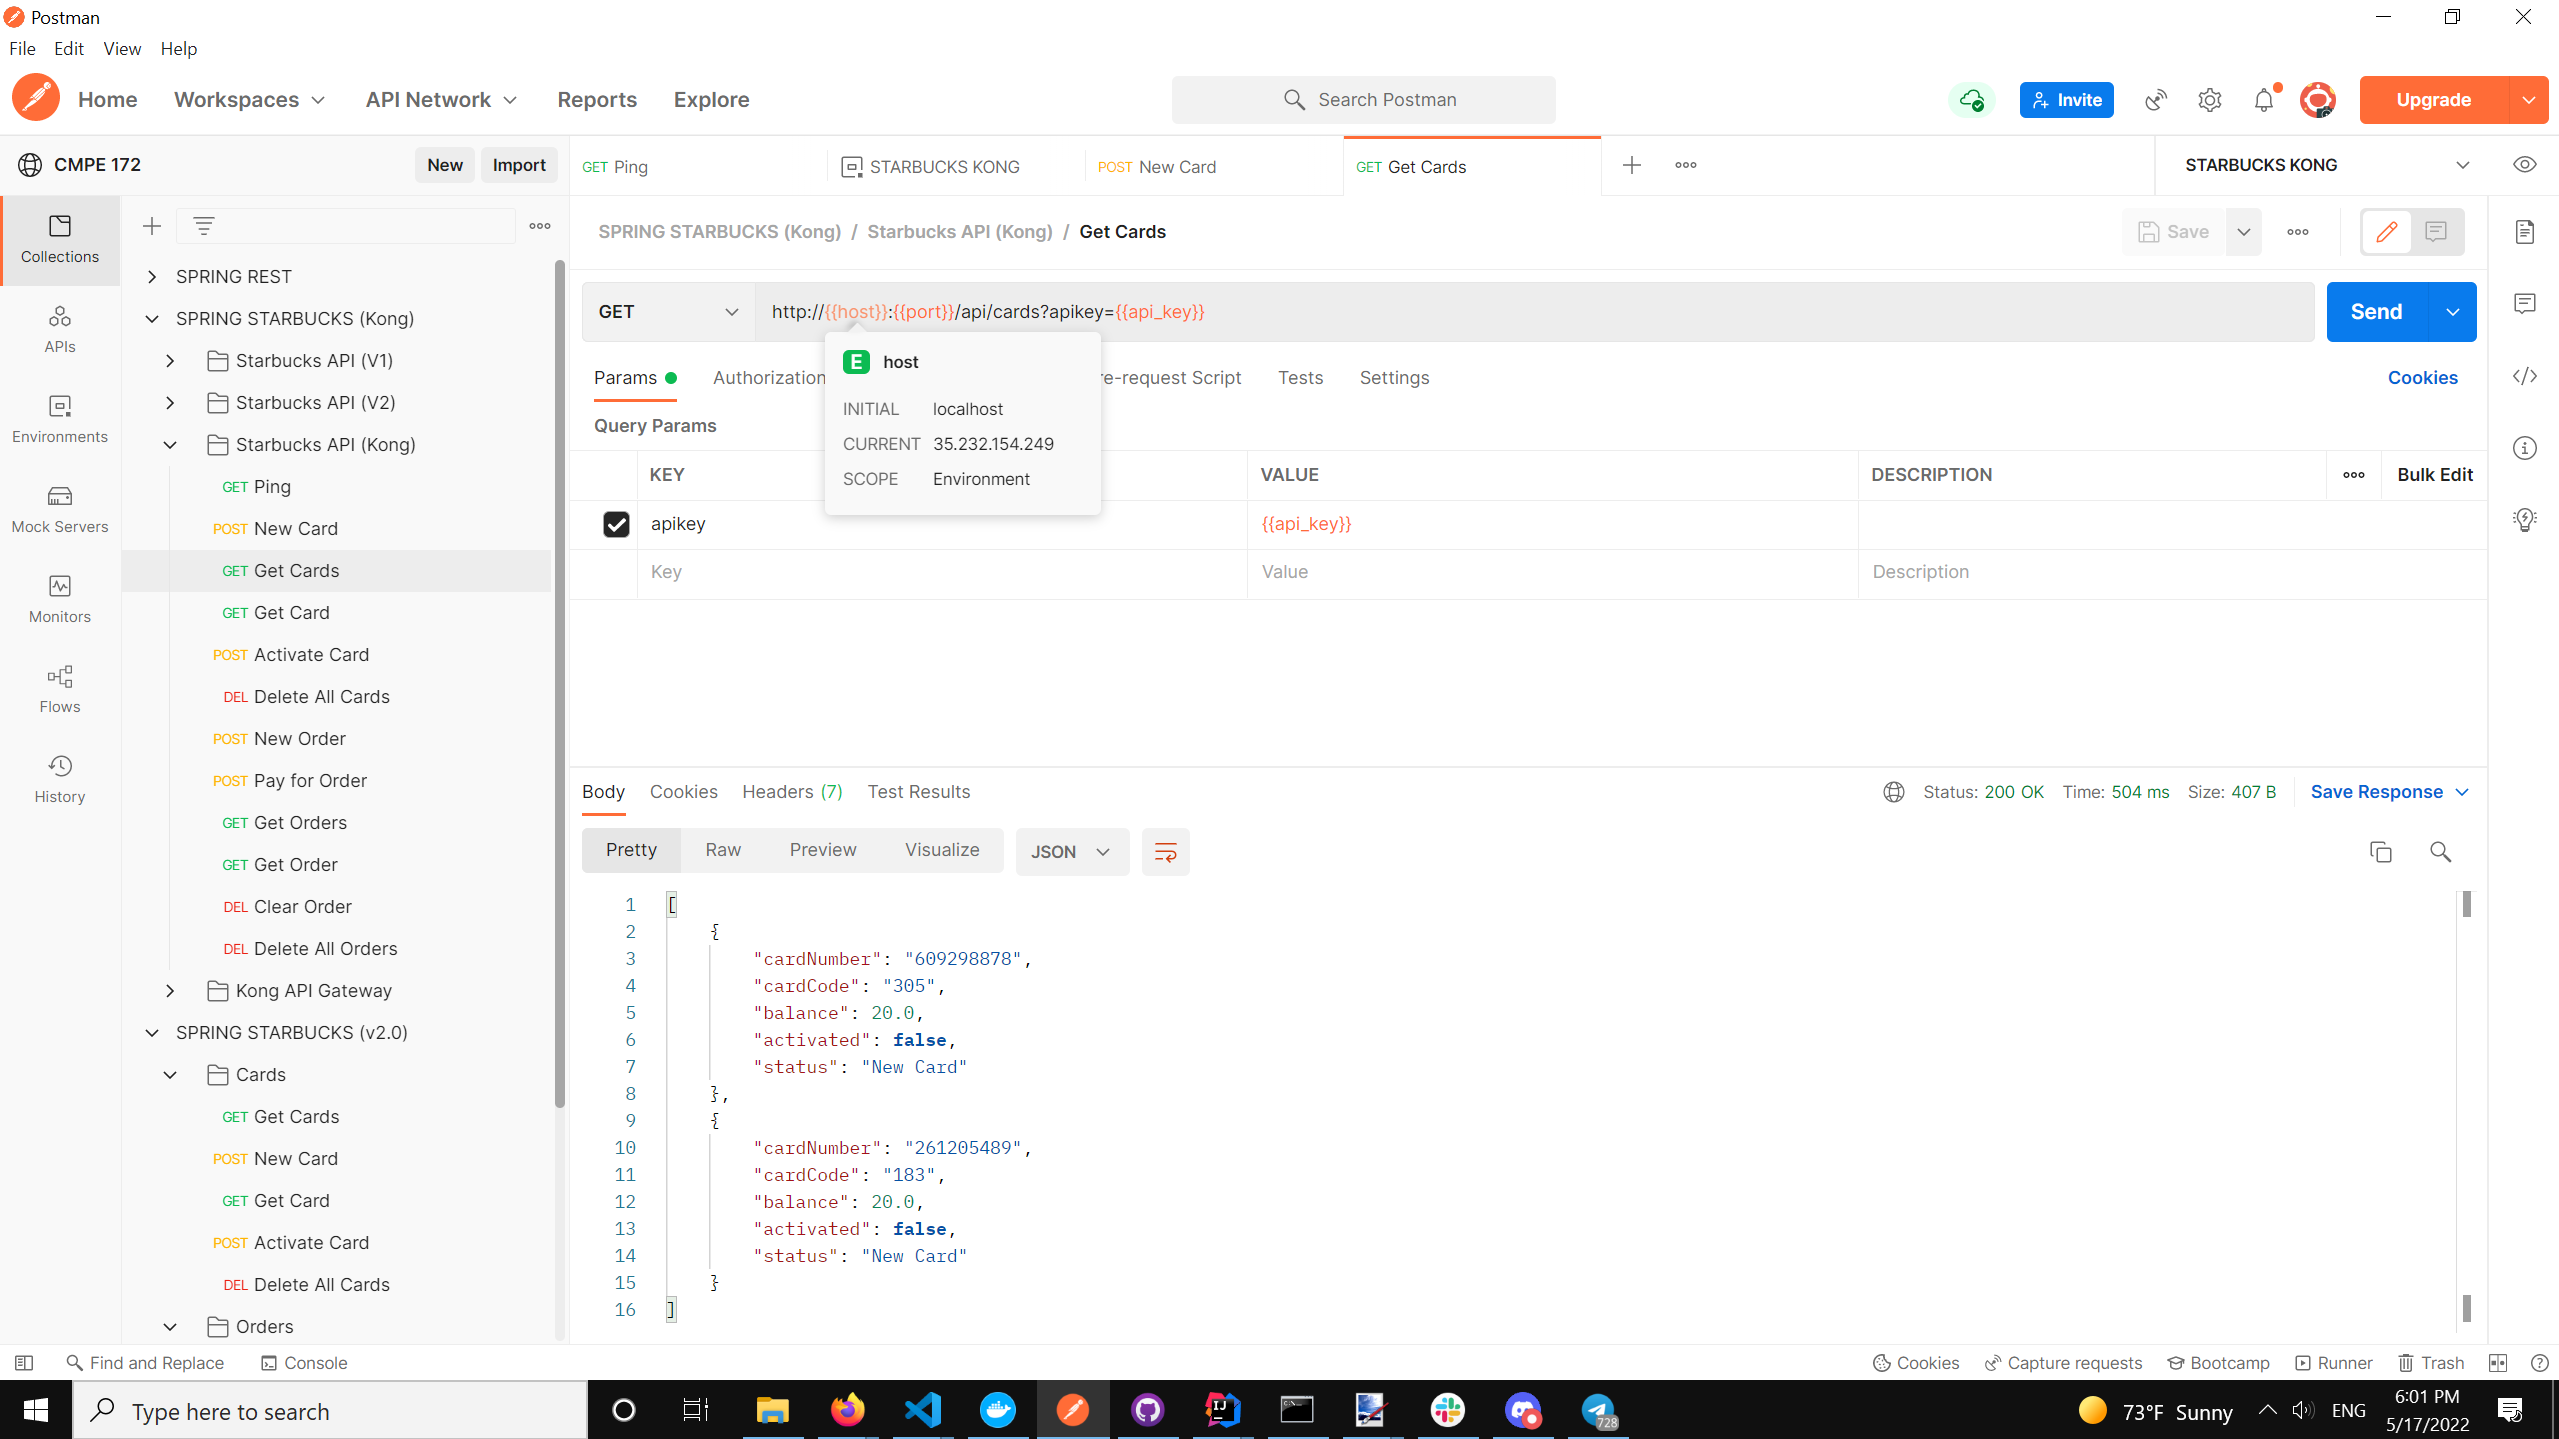 Postman
File Edit View Help
Home Workspaces API Network Reports Explore Search Postman Invite Upgrade
CMPE 172 New Import GET Ping STARBUCKS KONG POST New Card GET Get Cards STARBUCKS KONG
Collections
APIs
Environments
Mock Servers
Monitors
Flows
History
SPRING REST
SPRING STARBUCKS (Kong)
Starbucks API (V1)
Starbucks API (V2)
Starbucks API (Kong)
GET Ping
POST New Card
GET Get Cards
GET Get Card
POST Activate Card
DEL Delete All Cards
POST New Order
POST Pay for Order
GET Get Orders
GET Get Order
DEL Clear Order
DEL Delete All Orders
Kong API Gateway
SPRING STARBUCKS (v2.0)
Cards
GET Get Cards
POST New Card
GET Get Card
POST Activate Card
DEL Delete All Cards
Orders
SPRING STARBUCKS (Kong) / Starbucks API (Kong) / Get Cards Save
GET http://{{host}}:{{port}}/api/cards?apikey={{api_key}} Send
E host
INITIAL localhost
CURRENT 35.232.154.249
SCOPE Environment
Params Authorization re-request Script Tests Settings Cookies
Query Params
KEY VALUE DESCRIPTION Bulk Edit
apikey {{api_key}}
Key Value Description
Body Cookies Headers (7) Test Results Status: 200 OK Time: 504 ms Size: 407 B Save Response
Pretty Raw Preview Visualize JSON
1 [
2 {
3 "cardNumber": "609298878",
4 "cardCode": "305",
5 "balance": 20.0,
6 "activated": false,
7 "status": "New Card"
8 },
9 {
10 "cardNumber": "261205489",
11 "cardCode": "183",
12 "balance": 20.0,
13 "activated": false,
14 "status": "New Card"
15 }
16 ]
Find and Replace Console Cookies Capture requests Bootcamp Runner Trash
Type here to search 728 73°F Sunny ENG 6:01 PM
5/17/2022